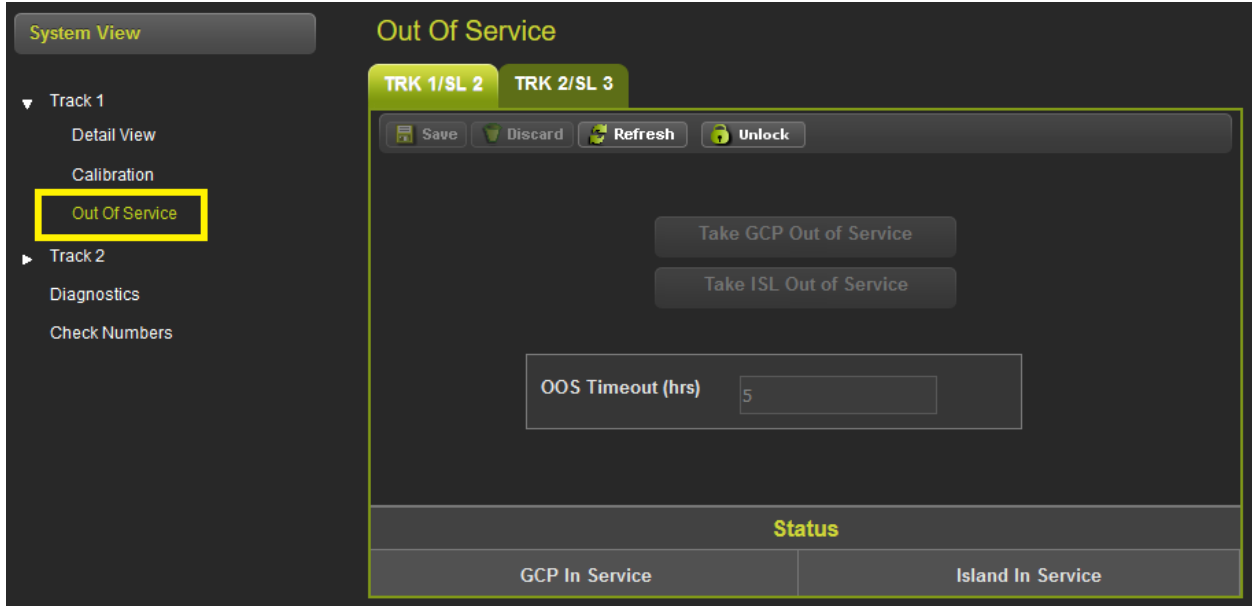 System View
Track 1
Detail View
Calibration
Out Of Service
Track 2
Diagnostics
Check Numbers
Out Of Service
TRK 1/SL 2 TRK 2/SL 3
Save Discard Refresh Unlock
Take GCP Out of Service
Take ISL Out of Service
OOS Timeout (hrs) 5
Status
GCP In Service Island In Service